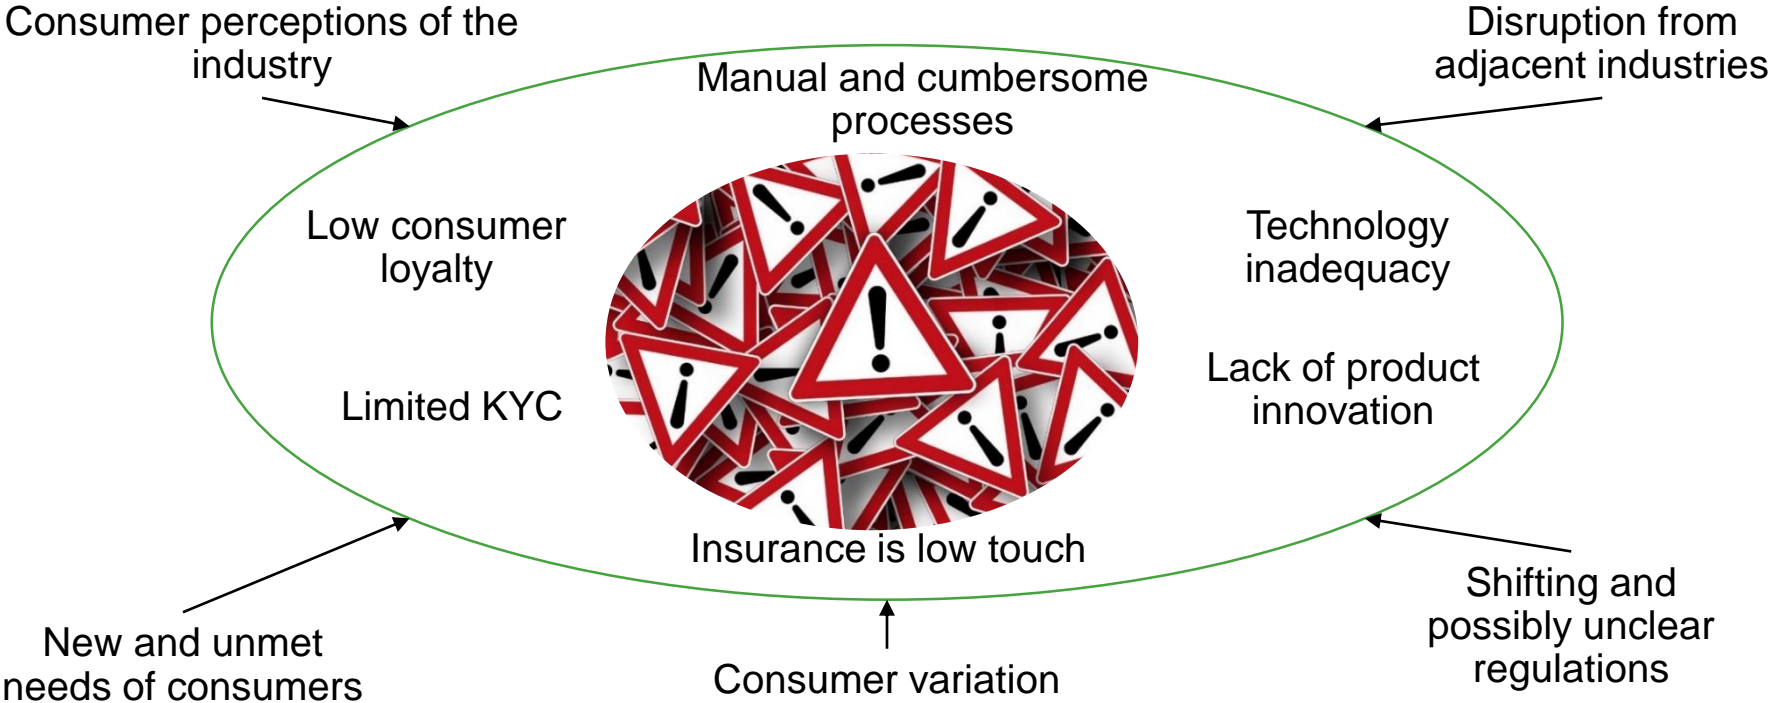 Consumer perceptions of the
industry
Disruption from
adjacent industries
Manual and cumbersome
processes
Low consumer
loyalty
Technology
inadequacy
Limited KYC
Lack of product
innovation
Insurance is low touch
New and unmet
needs of consumers
Consumer variation
Shifting and
possibly unclear
regulations